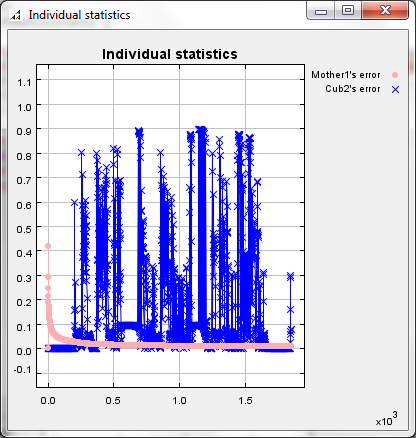 Individual statistics
Individual statistics
Mother1's error
Cub2's error
1.1
1.0
0.9
0.8
0.7
0.6
0.5
0.4
0.3
0.2
0.1
0.0
-0.1
0.0 0.5 1.0 1.5
x10³